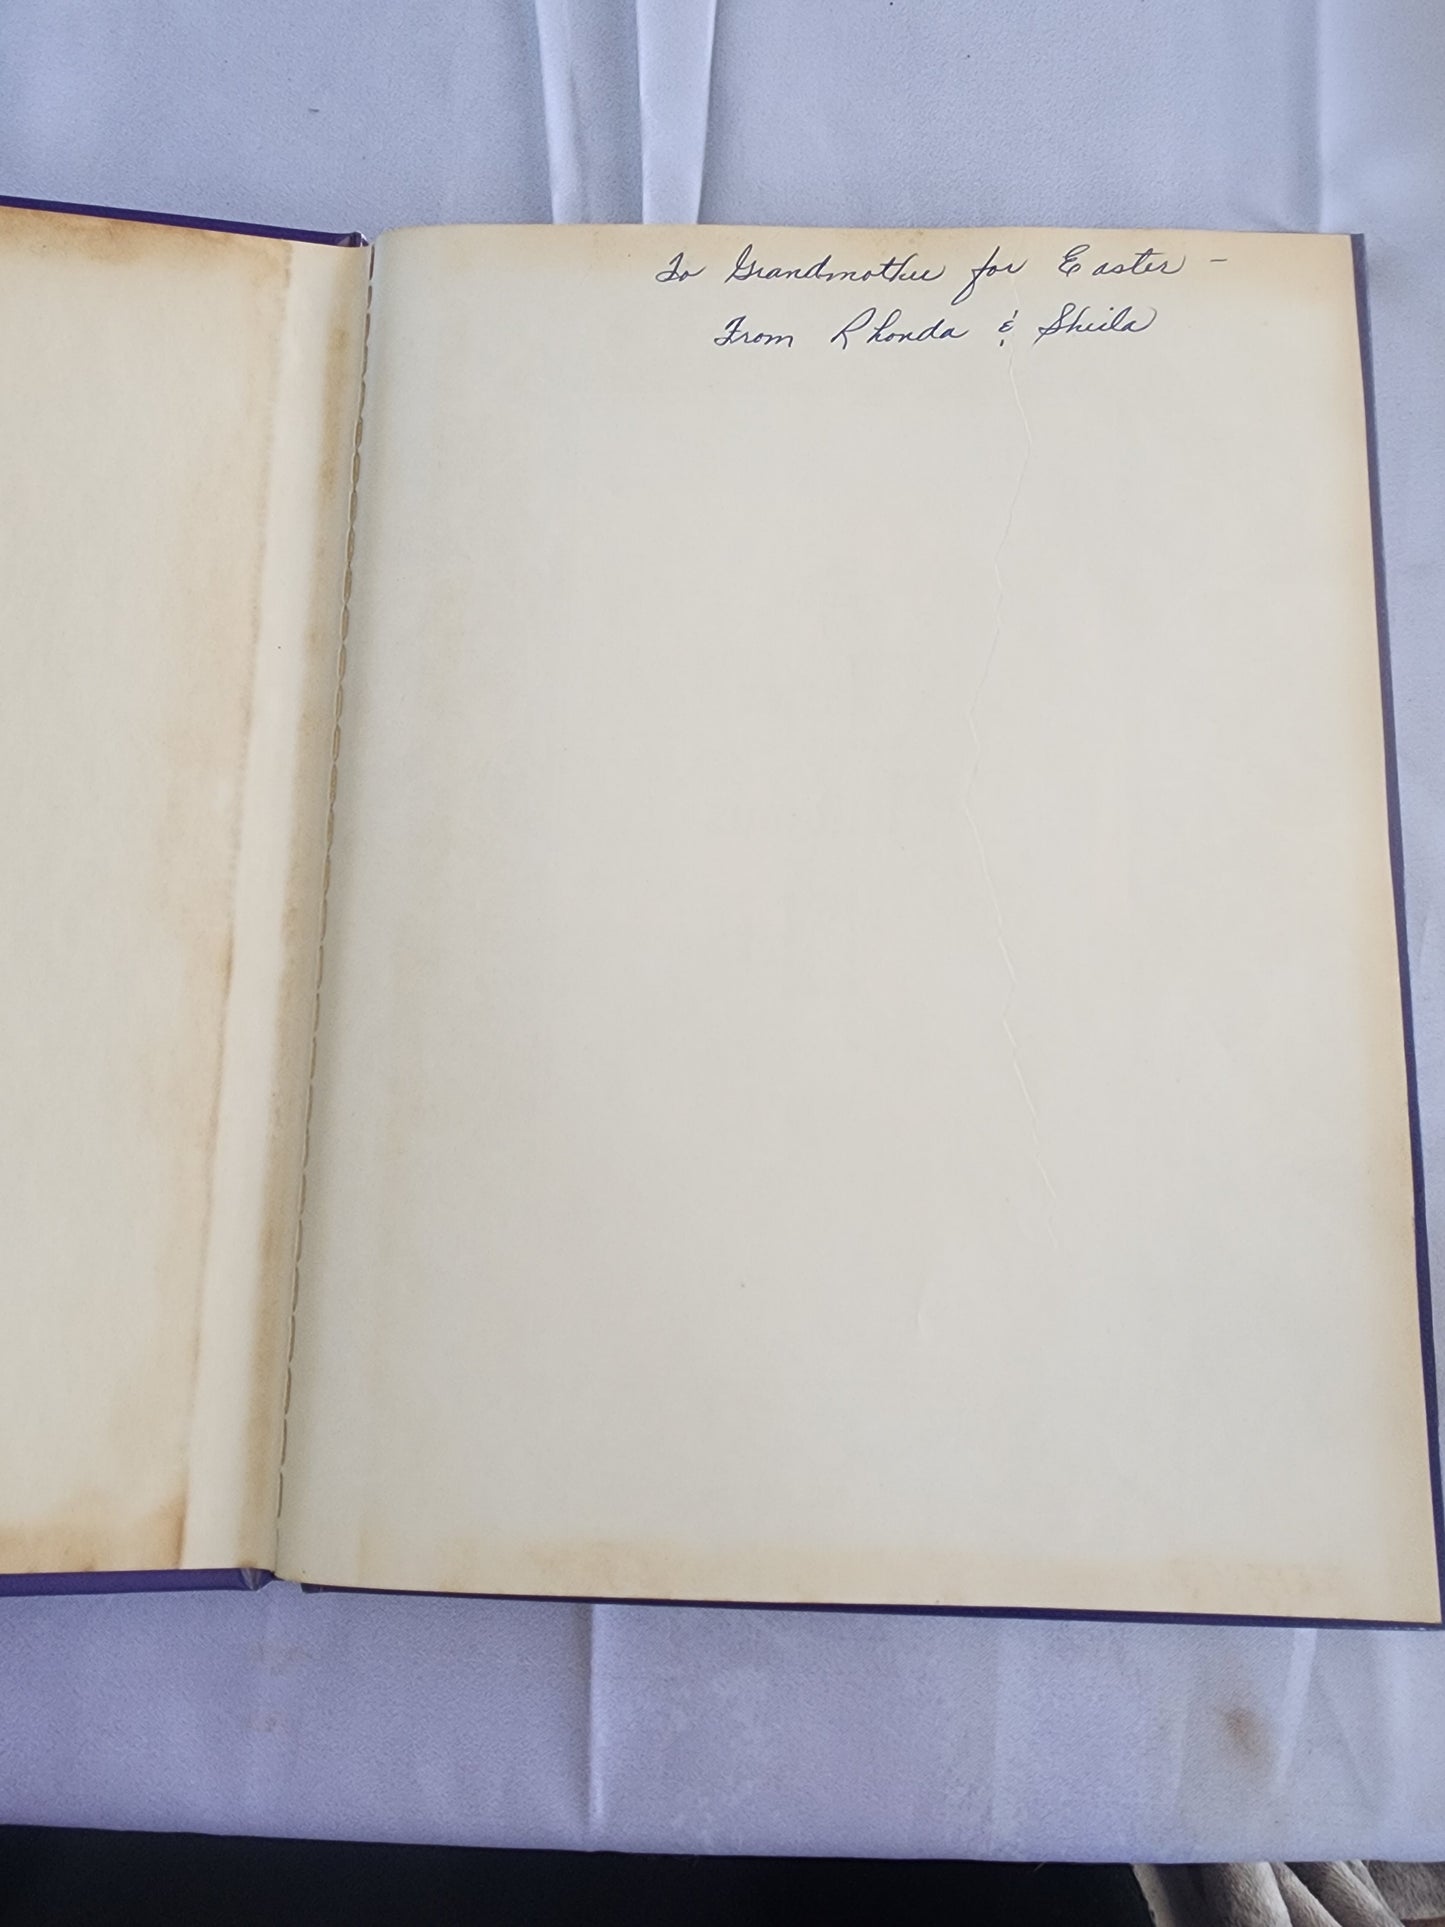 To Grandmother for Easter -
From Rhonda & Sheila